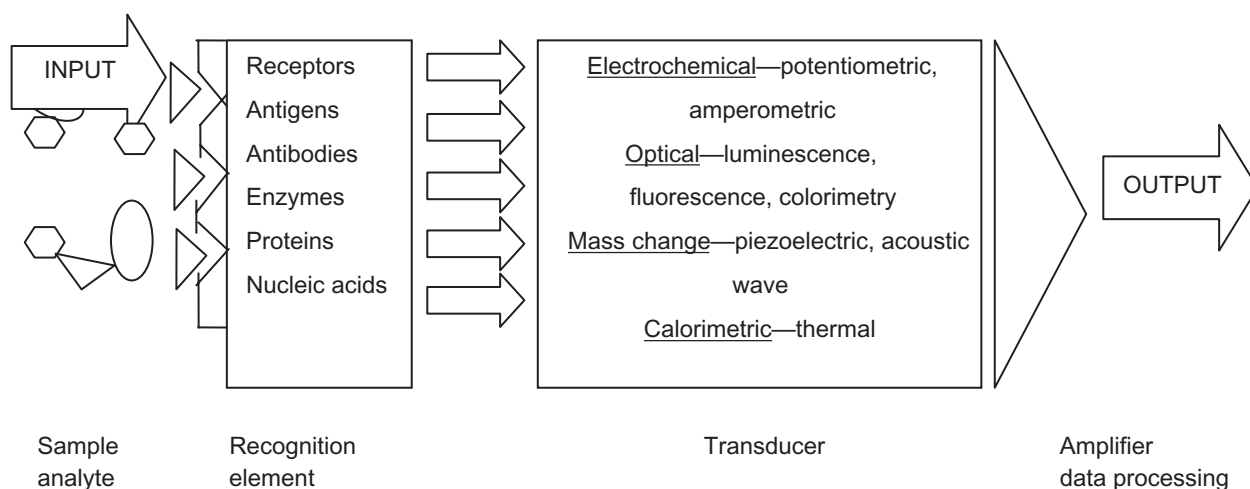 INPUT
Receptors
Antigens
Antibodies
Enzymes
Proteins
Nucleic acids
Electrochemical—potentiometric,
amperometric
Optical—luminescence,
fluorescence, colorimetry
Mass change—piezoelectric, acoustic
wave
Calorimetric—thermal
OUTPUT
Sample
analyte
Recognition
element
Transducer
Amplifier
data processing